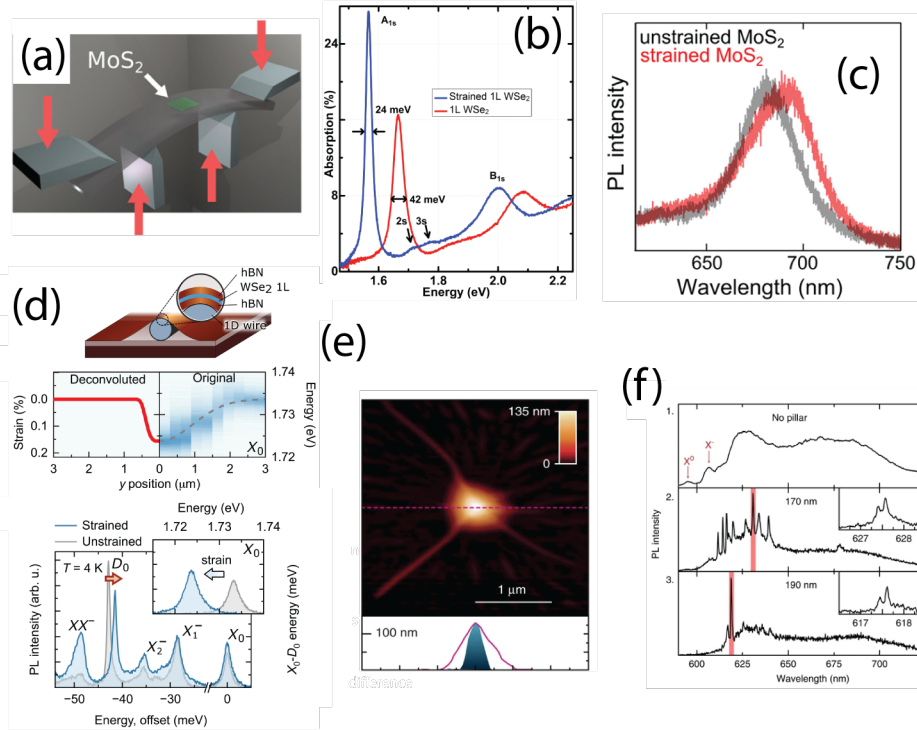 (a)
MoS₂
(b)
A₁ₛ
24
Absorption (%)
Strained 1L WSe₂
1L WSe₂
24 meV
B₁ₛ
8
42 meV
2s 3s
0
1.6 1.8 2.0 2.2
Energy (eV)
unstrained MoS₂
strained MoS₂
(c)
PL intensity
650 700 750
Wavelength (nm)
(d)
hBN
WSe₂ 1L
hBN
1D wire
Deconvoluted Original
Strain (%)
0.0
0.1
0.2
1.74
1.73
1.72
Energy (eV)
X₀
3 2 1 0 1 2 3
y position (μm)
Energy (eV)
1.72 1.73 1.74
Strained
Unstrained
T = 4 K D₀
X₀
strain
PL intensity (arb. u.)
XX⁻
X₂⁻
X₁⁻
X₀
X₀-D₀ energy (meV)
−50 −40 −30 0
Energy, offset (meV)
(e)
135 nm
0
1 μm
100 nm
difference
(f)
1.
No pillar
X⁰
X⁻
2.
170 nm
627 628
PL intensity
3.
190 nm
617 618
600 625 650 675 700
Wavelength (nm)